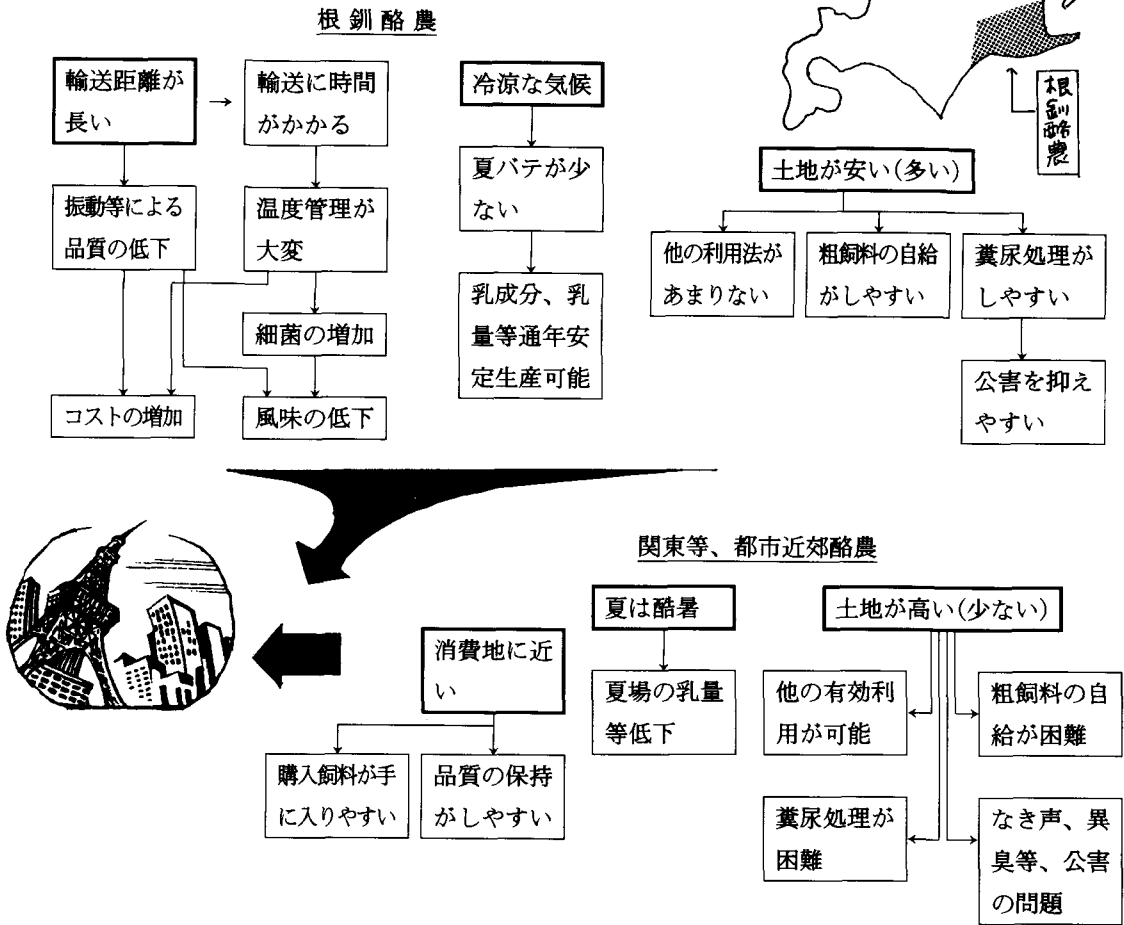 根釧酪農
輸送距離が
長い
→
輸送に時間
がかかる
振動等による
品質の低下
温度管理が
大変
細菌の増加
コストの増加
風味の低下
冷涼な気候
夏バテが少
ない
乳成分、乳
量等通年安
定生産可能
根釧酪農
土地が安い(多い)
他の利用法が
あまりない
粗飼料の自給
がしやすい
糞尿処理が
しやすい
公害を抑え
やすい
関東等、都市近郊酪農
消費地に近
い
購入飼料が手
に入りやすい
品質の保持
がしやすい
夏は酷暑
夏場の乳量
等低下
土地が高い(少ない)
他の有効利
用が可能
粗飼料の自
給が困難
糞尿処理が
困難
なき声、異
臭等、公害
の問題